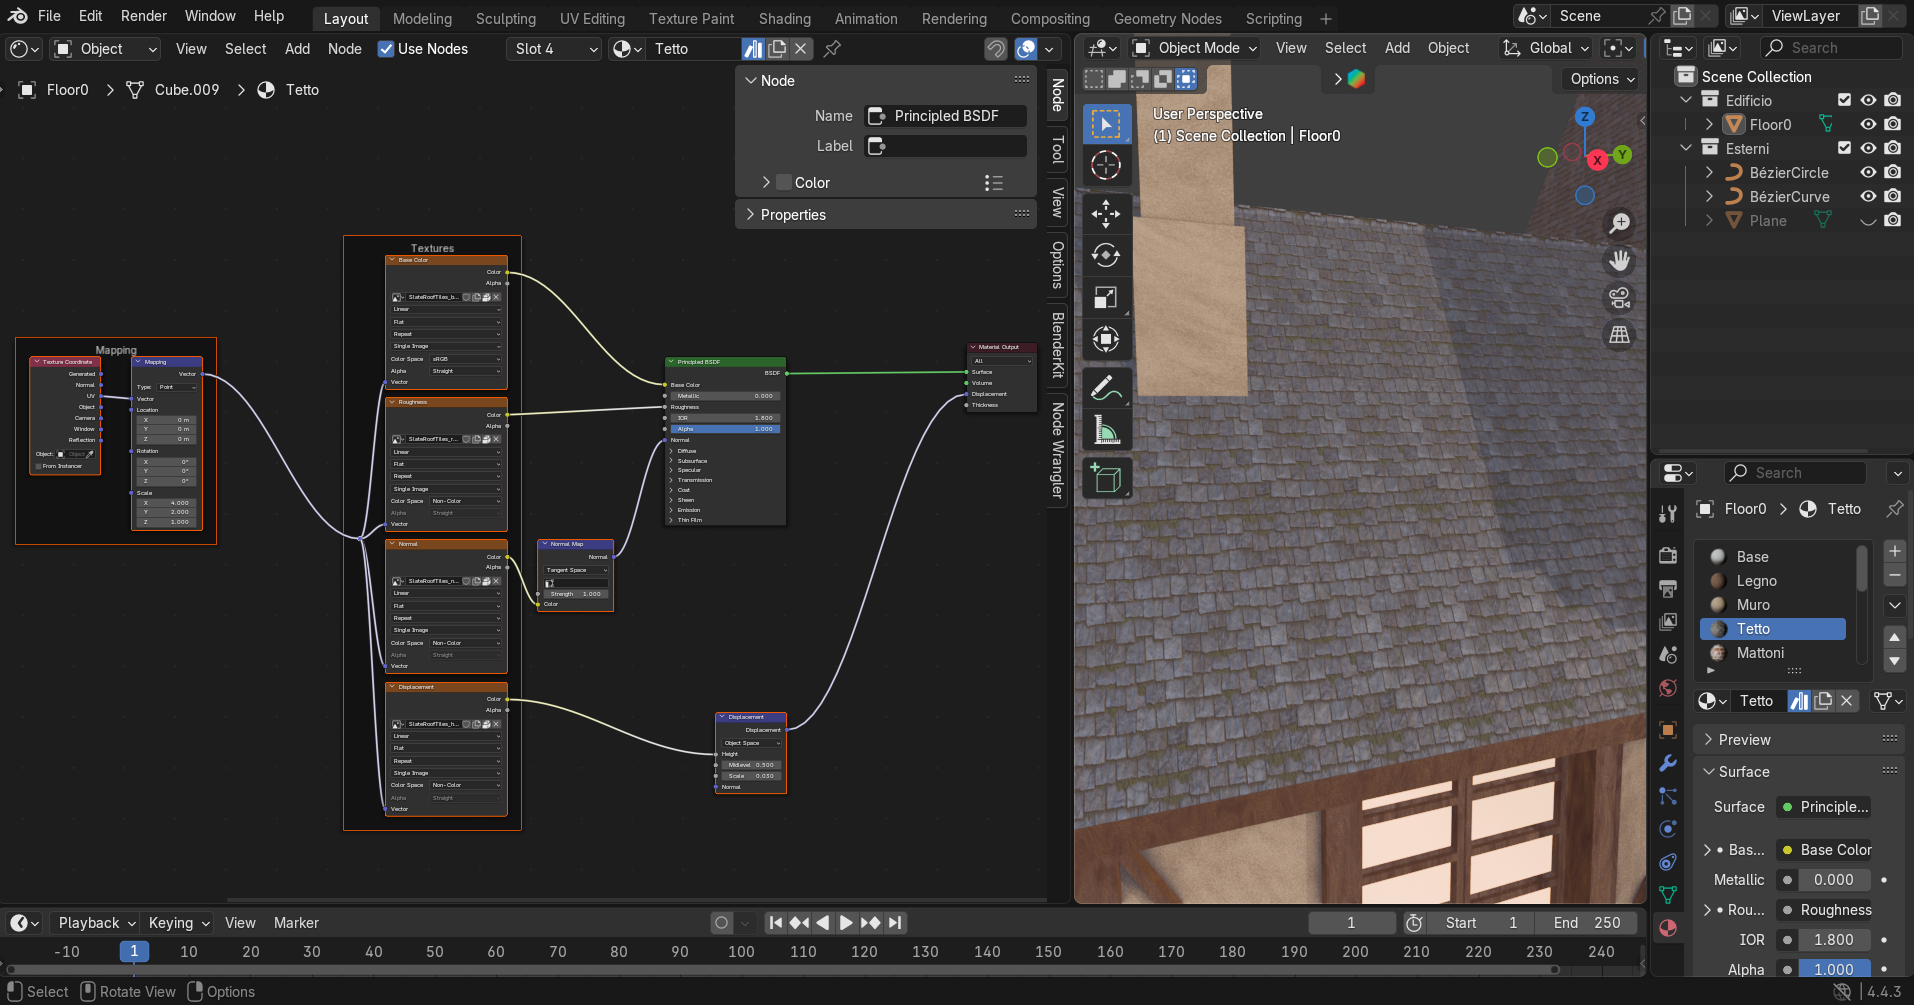 File Edit Render Window Help Layout Modeling Sculpting UV Editing Texture Paint Shading Animation Rendering Compositing Geometry Nodes Scripting + Scene ViewLayer
Object View Select Add Node Use Nodes Slot 4 Tetto
Floor0 > Cube.009 > Tetto
Node
Name Principled BSDF
Label
Color
Properties
Node
Tool
View
Options
BlenderKit
Node Wrangler
Mapping
Texture Coordinate
Generated
Normal
UV
Object
Camera
Window
Reflection
Object: Object
From Instancer
Mapping
Vector
Type: Point
Vector
Location
X 0 m
Y 0 m
Z 0 m
Rotation
X 0°
Y 0°
Z 0°
Scale
X 4.000
Y 2.000
Z 1.000
Textures
Base Color
Color
Alpha
SlateRoofTiles_b...
Linear
Flat
Repeat
Single Image
Color Space sRGB
Alpha Straight
Vector
Roughness
Color
Alpha
SlateRoofTiles_r...
Linear
Flat
Repeat
Single Image
Color Space Non-Color
Alpha Straight
Vector
Normal
Color
Alpha
SlateRoofTiles_n...
Linear
Flat
Repeat
Single Image
Color Space Non-Color
Alpha Straight
Vector
Displacement
Color
Alpha
SlateRoofTiles_h...
Linear
Flat
Repeat
Single Image
Color Space Non-Color
Alpha Straight
Vector
Normal Map
Normal
Tangent Space
Strength 1.000
Color
Principled BSDF
BSDF
Base Color
Metallic 0.000
Roughness
IOR 1.800
Alpha 1.000
Normal
Diffuse
Subsurface
Specular
Transmission
Coat
Sheen
Emission
Thin Film
Displacement
Displacement
Object Space
Height
Midlevel 0.500
Scale 0.030
Normal
Material Output
All
Surface
Volume
Displacement
Thickness
Object Mode View Select Add Object Global
Options
User Perspective
(1) Scene Collection | Floor0
Z
X
Y
Search
Scene Collection
Edificio
Floor0
Esterni
BézierCircle
BézierCurve
Plane
Search
Floor0 > Tetto
Base
Legno
Muro
Tetto
Mattoni
Tetto
Preview
Surface
Surface Principle...
Bas... Base Color
Metallic 0.000
Rou... Roughness
IOR 1.800
Alpha 1.000
Playback Keying View Marker 1 Start 1 End 250
-10 1 10 20 30 40 50 60 70 80 90 100 110 120 130 140 150 160 170 180 190 200 210 220 230 240
Select Rotate View Options 4.4.3